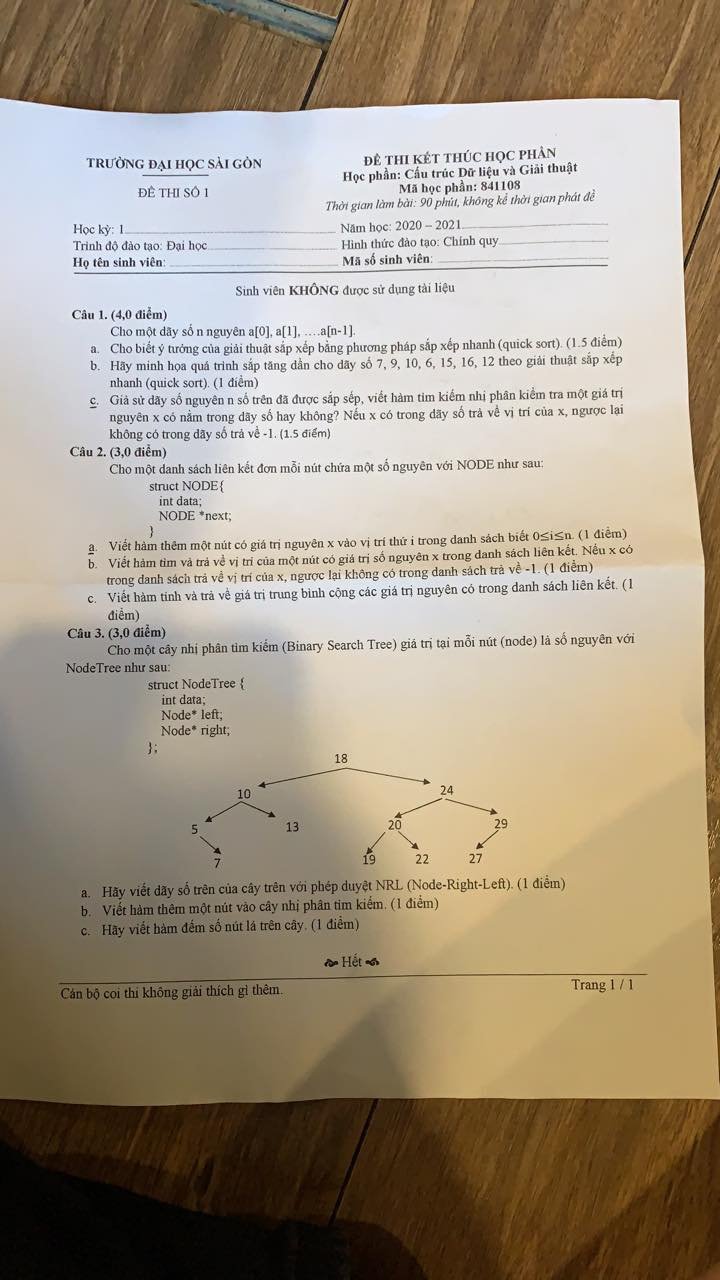 TRƯỜNG ĐẠI HỌC SÀI GÒN
ĐỀ THI SỐ 1
ĐỀ THI KẾT THÚC HỌC PHẦN
Học phần: Cấu trúc Dữ liệu và Giải thuật
Mã học phần: 841108
Thời gian làm bài: 90 phút, không kể thời gian phát đề
Học kỳ: 1
Năm học: 2020 – 2021
Trình độ đào tạo: Đại học
Hình thức đào tạo: Chính quy
Họ tên sinh viên:
Mã số sinh viên:
Sinh viên KHÔNG được sử dụng tài liệu
Câu 1. (4,0 điểm)
Cho một dãy số n nguyên a[0], a[1], ….a[n-1].
a. Cho biết ý tưởng của giải thuật sắp xếp bằng phương pháp sắp xếp nhanh (quick sort). (1.5 điểm)
b. Hãy minh họa quá trình sắp tăng dần cho dãy số 7, 9, 10, 6, 15, 16, 12 theo giải thuật sắp xếp
nhanh (quick sort). (1 điểm)
c. Giả sử dãy số nguyên n số trên đã được sắp sếp, viết hàm tìm kiếm nhị phân kiểm tra một giá trị
nguyên x có nằm trong dãy số hay không? Nếu x có trong dãy số trả về vị trí của x, ngược lại
không có trong dãy số trả về -1. (1.5 điểm)
Câu 2. (3,0 điểm)
Cho một danh sách liên kết đơn mỗi nút chứa một số nguyên với NODE như sau:
struct NODE{
int data;
NODE *next;
}
a. Viết hàm thêm một nút có giá trị nguyên x vào vị trí thứ i trong danh sách biết 0≤i≤n. (1 điểm)
b. Viết hàm tìm và trả về vị trí của một nút có giá trị số nguyên x trong danh sách liên kết. Nếu x có
trong danh sách trả về vị trí của x, ngược lại không có trong danh sách trả về -1. (1 điểm)
c. Viết hàm tính và trả về giá trị trung bình cộng các giá trị nguyên có trong danh sách liên kết. (1
điểm)
Câu 3. (3,0 điểm)
Cho một cây nhị phân tìm kiếm (Binary Search Tree) giá trị tại mỗi nút (node) là số nguyên với
NodeTree như sau:
struct NodeTree {
int data;
Node* left;
Node* right;
};
18
10 24
5 13 20 29
7 19 22 27
a. Hãy viết dãy số trên của cây trên với phép duyệt NRL (Node-Right-Left). (1 điểm)
b. Viết hàm thêm một nút vào cây nhị phân tìm kiếm. (1 điểm)
c. Hãy viết hàm đếm số nút lá trên cây. (1 điểm)
Hết
Cán bộ coi thi không giải thích gì thêm.
Trang 1 / 1